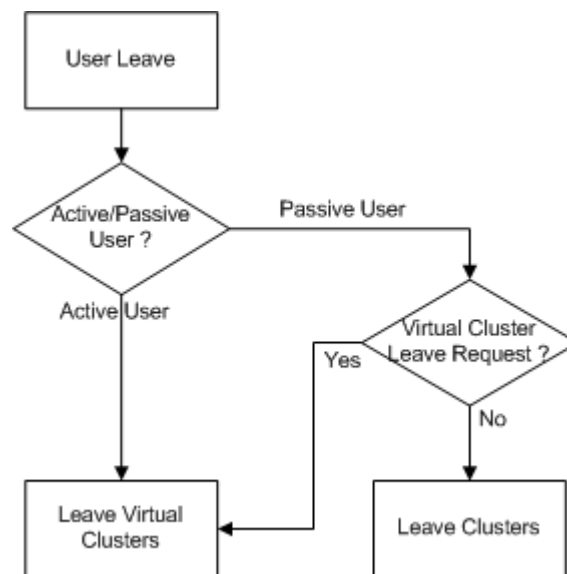 User Leave
Active/Passive
User ?
Passive User
Active User
Virtual Cluster
Leave Request ?
Yes
No
Leave Virtual
Clusters
Leave Clusters